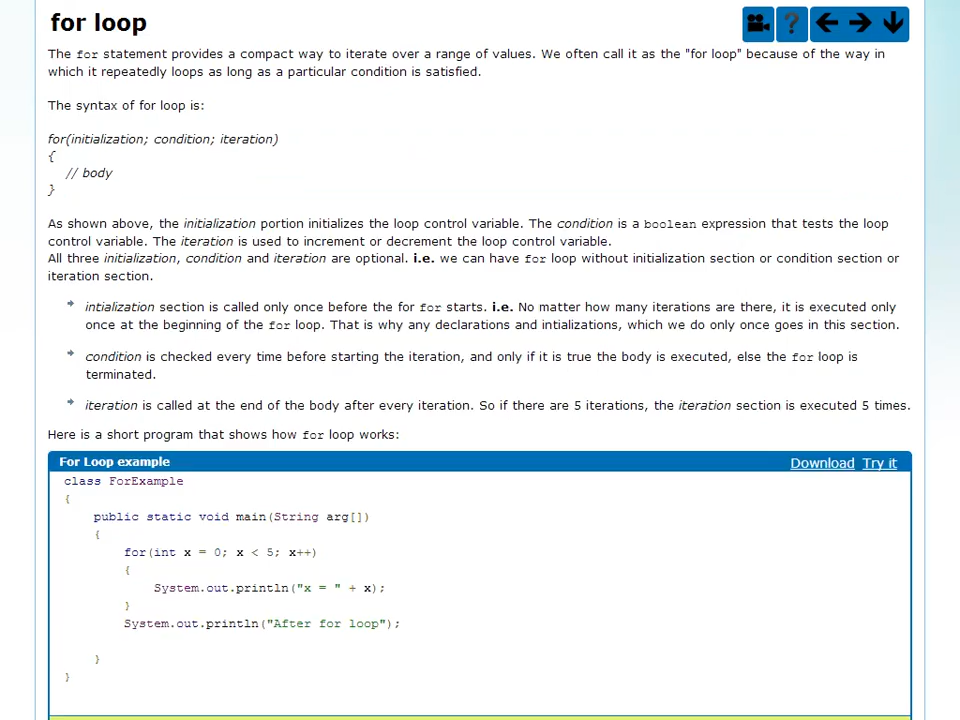 for loop
?
The for statement provides a compact way to iterate over a range of values. We often call it as the "for loop" because of the way in
which it repeatedly loops as long as a particular condition is satisfied.
The syntax of for loop is:
for(initialization; condition; iteration)
{
// body
}
As shown above, the initialization portion initializes the loop control variable. The condition is a boolean expression that tests the loop
control variable. The iteration is used to increment or decrement the loop control variable.
All three initialization, condition and iteration are optional. i.e. we can have for loop without initialization section or condition section or
iteration section.
intialization section is called only once before the for for starts. i.e. No matter how many iterations are there, it is executed only
once at the beginning of the for loop. That is why any declarations and intializations, which we do only once goes in this section.
condition is checked every time before starting the iteration, and only if it is true the body is executed, else the for loop is
terminated.
iteration is called at the end of the body after every iteration. So if there are 5 iterations, the iteration section is executed 5 times.
Here is a short program that shows how for loop works:
For Loop example Download Try it
class ForExample
{
public static void main(String arg[])
{
for(int x = 0; x < 5; x++)
{
System.out.println("x = " + x);
}
System.out.println("After for loop");
}
}